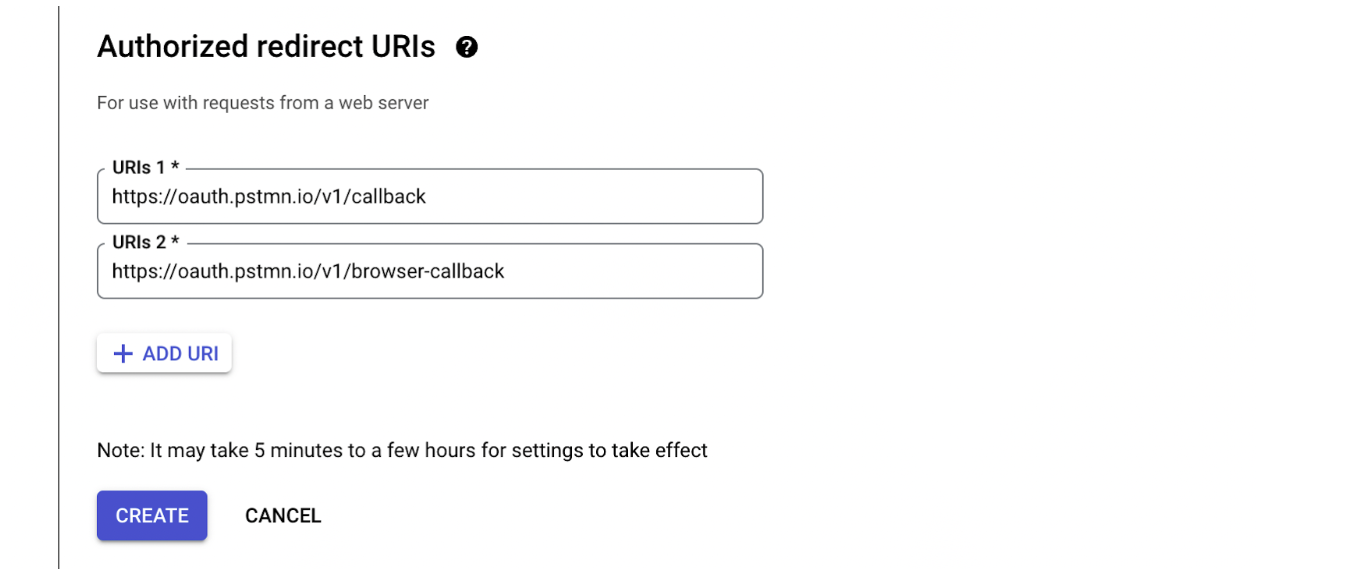 Authorized redirect URIs ?
For use with requests from a web server
URIs 1 *
https://oauth.pstmn.io/v1/callback
URIs 2 *
https://oauth.pstmn.io/v1/browser-callback
+ ADD URI
Note: It may take 5 minutes to a few hours for settings to take effect
CREATE CANCEL